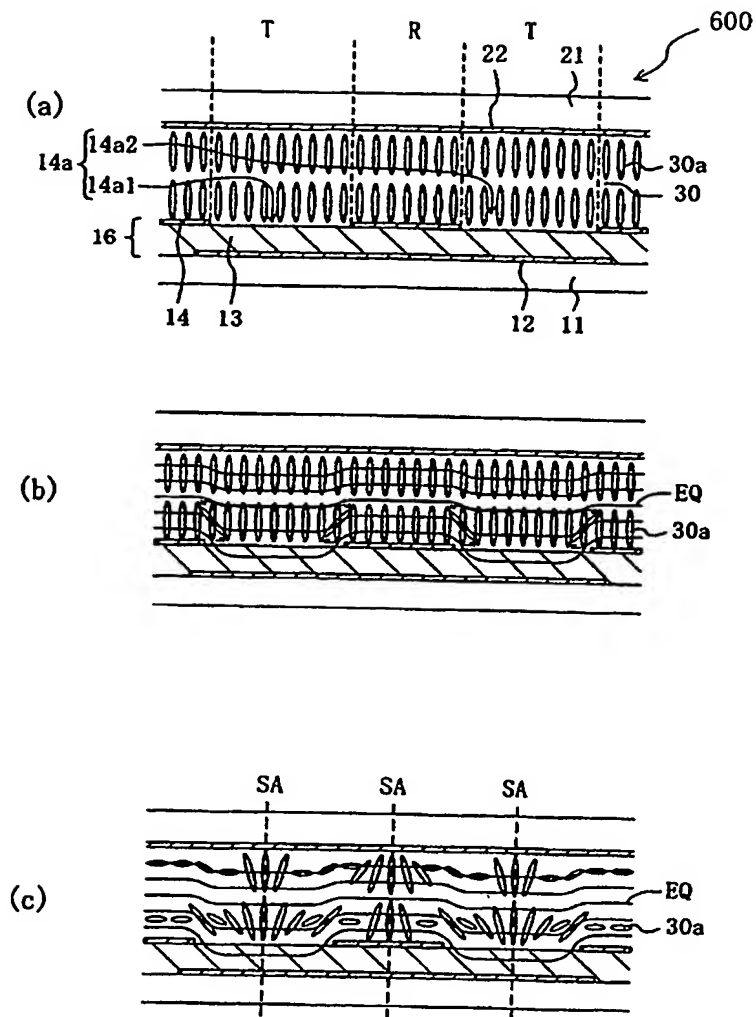 600
T R T
22 21
(a)
14a { 14a2
14a1
30a
30
16 {
14 13 12 11
(b)
EQ
30a
SA SA SA
(c)
EQ
30a